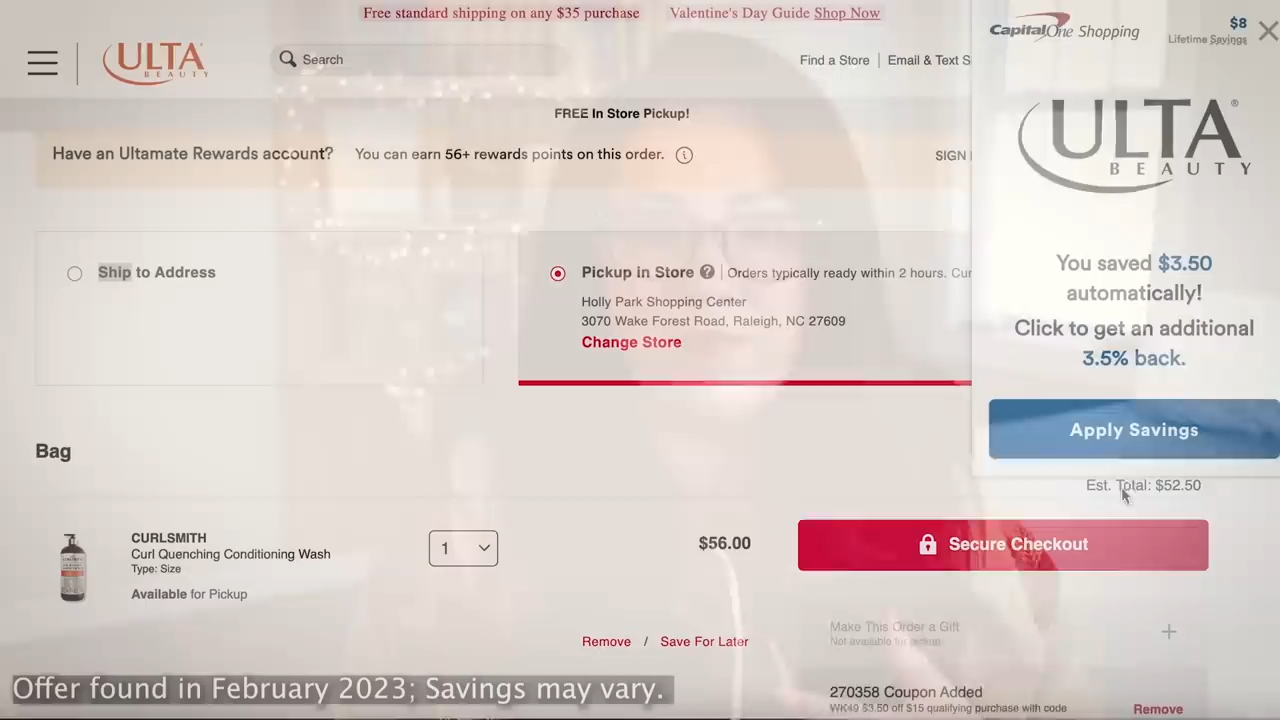 Free standard shipping on any $35 purchase
Valentine's Day Guide Shop Now
ULTA
BEAUTY
Search
Find a Store
Email & Text S
Capital One Shopping
$8
Lifetime Savings
FREE In Store Pickup!
Have an Ultamate Rewards account?
You can earn 56+ rewards points on this order.
SIGN
ULTA
BEAUTY
Ship to Address
Pickup in Store
Orders typically ready within 2 hours. Cur
Holly Park Shopping Center
3070 Wake Forest Road, Raleigh, NC 27609
Change Store
You saved $3.50
automatically!
Click to get an additional
3.5% back.
Apply Savings
Bag
Est. Total: $52.50
CURLSMITH
Curl Quenching Conditioning Wash
Type: Size
Available for Pickup
1
$56.00
Secure Checkout
Make This Order a Gift
Not available for pickup
Remove / Save For Later
270358 Coupon Added
WK49 $3.50 off $15 qualifying purchase with code
Remove
Offer found in February 2023; Savings may vary.